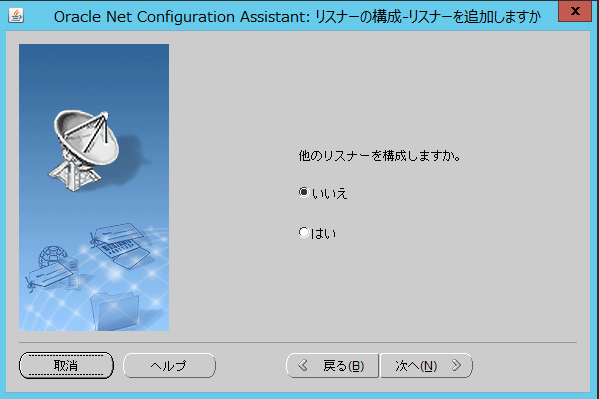 Oracle Net Configuration Assistant: リスナーの構成-リスナーを追加しますか
x
他のリスナーを構成しますか。
いいえ
はい
取消
ヘルプ
戻る(B)
次へ(N)